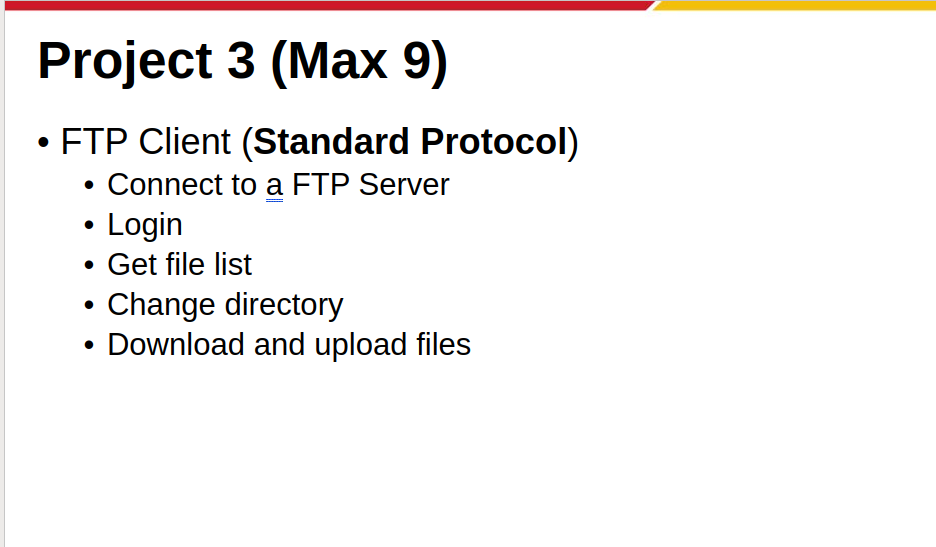 Project 3 (Max 9)
• FTP Client (Standard Protocol)
• Connect to a FTP Server
• Login
• Get file list
• Change directory
• Download and upload files